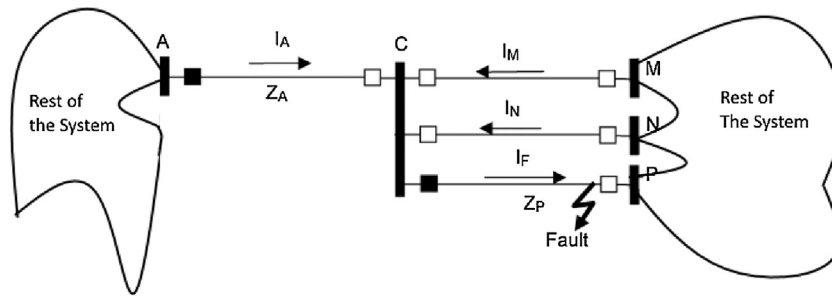 A
I_A
C
I_M
M
Z_A
Rest of
the System
I_N
N
Rest of
The System
I_F
P
Z_P
Fault